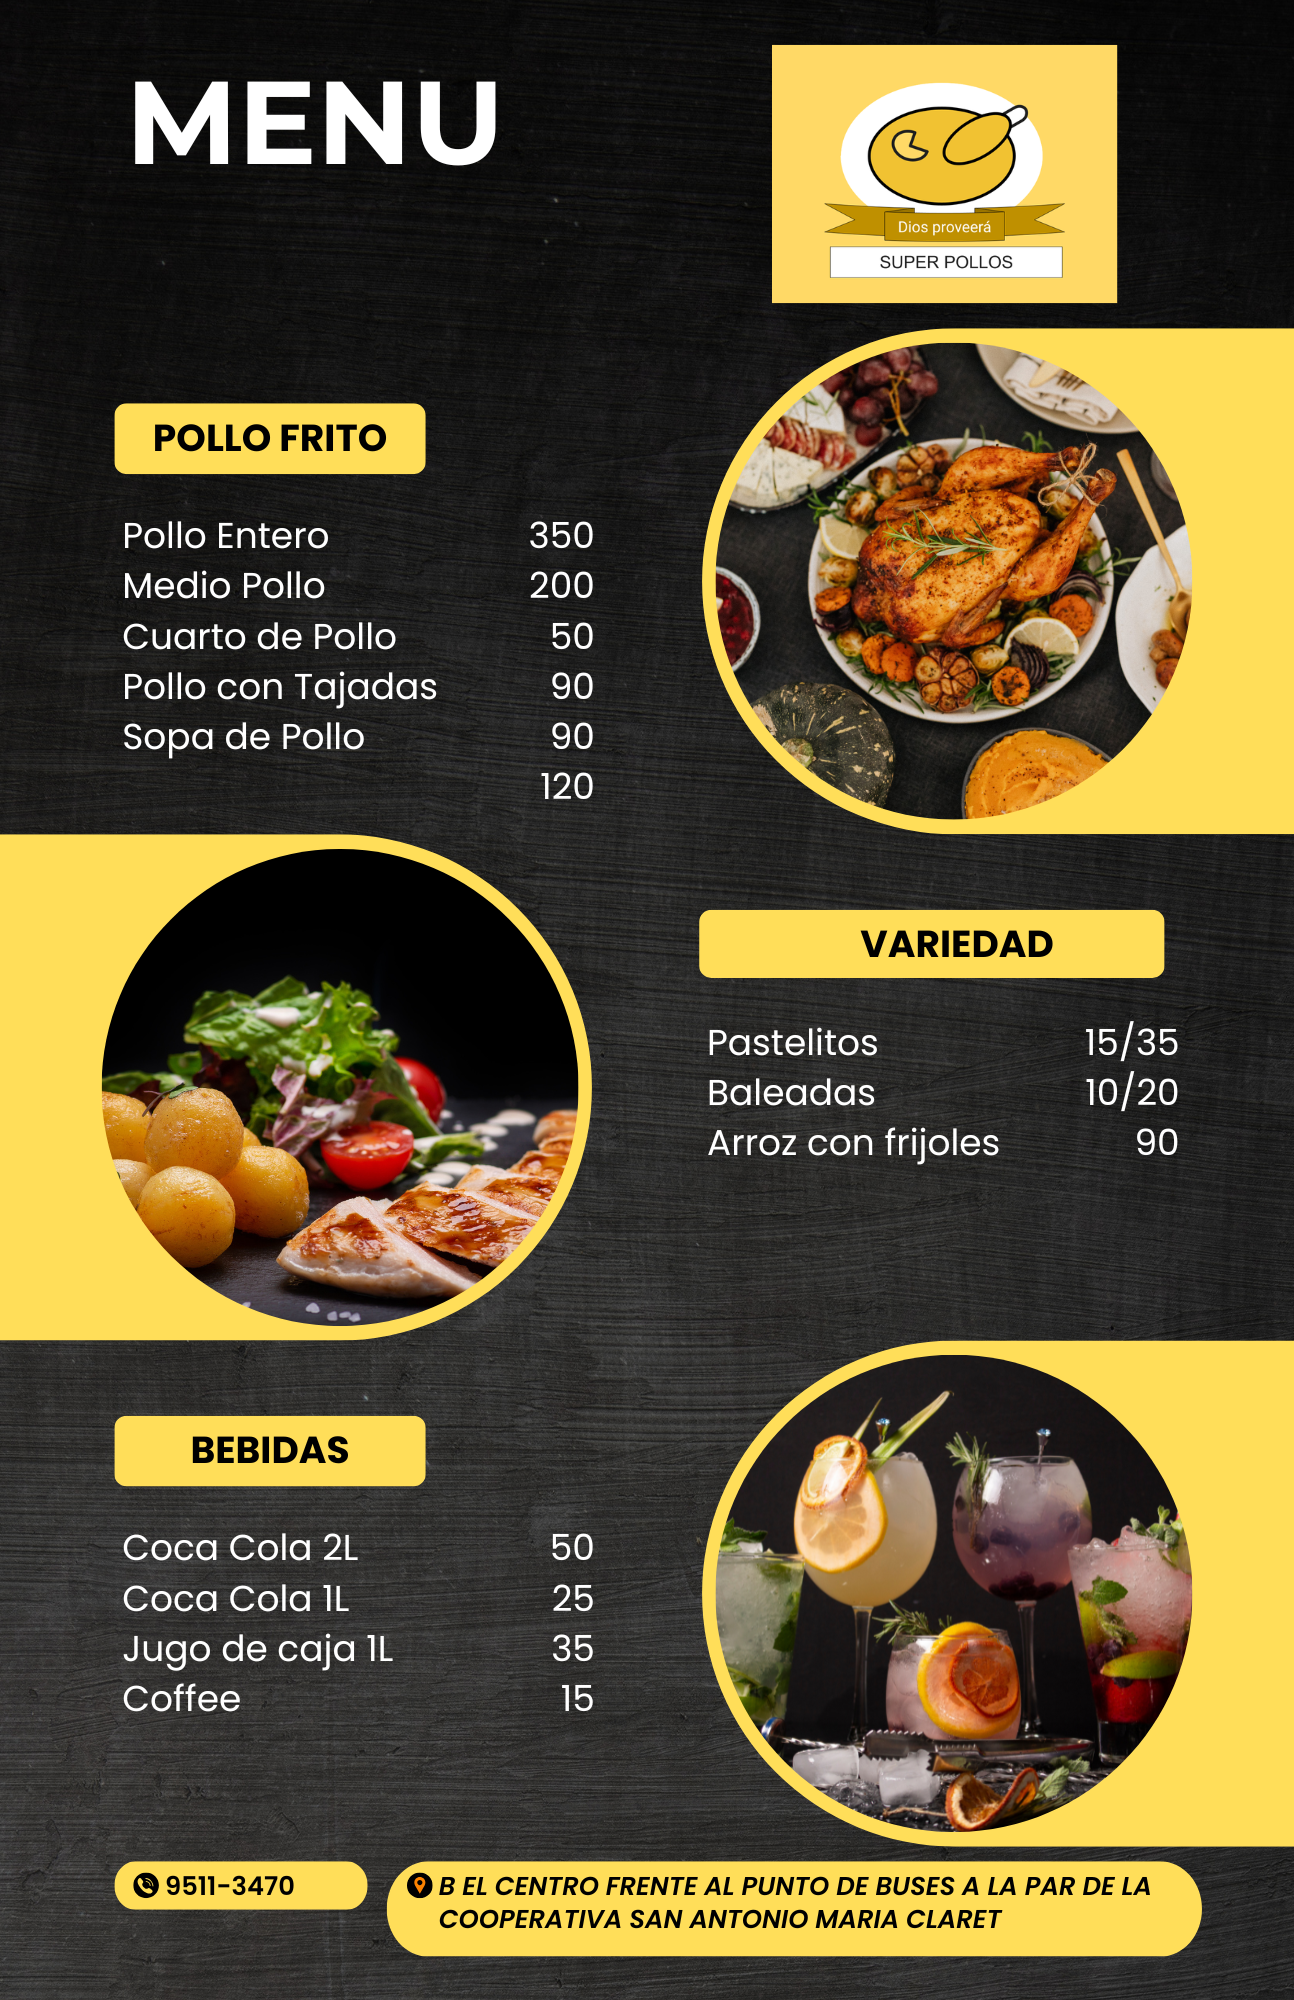 MENU
Dios proveerá
SUPER POLLOS
POLLO FRITO
Pollo Entero 350
Medio Pollo 200
Cuarto de Pollo 50
Pollo con Tajadas 90
Sopa de Pollo 90
120
VARIEDAD
Pastelitos 15/35
Baleadas 10/20
Arroz con frijoles 90
BEBIDAS
Coca Cola 2L 50
Coca Cola 1L 25
Jugo de caja 1L 35
Coffee 15
9511-3470
B EL CENTRO FRENTE AL PUNTO DE BUSES A LA PAR DE LA
COOPERATIVA SAN ANTONIO MARIA CLARET